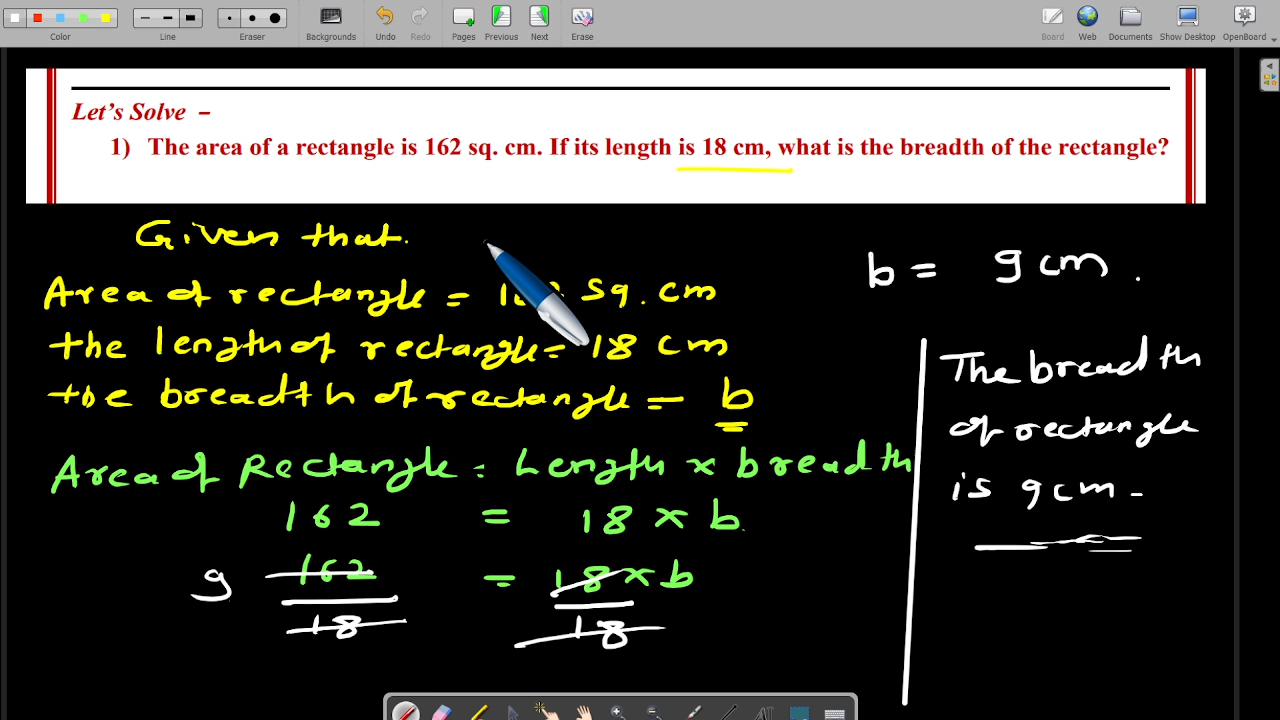 Color
Line
Eraser
Backgrounds
Undo
Redo
Pages
Previous
Next
Erase
Board
Web
Documents
Show Desktop
OpenBoard
Let's Solve –
1) The area of a rectangle is 162 sq. cm. If its length is 18 cm, what is the breadth of the rectangle?
Given that.
Area of rectangle = Sq. cm
the length of rectangle = 18 cm
the breadth of rectangle = b
Area of Rectangle = Length × breadth
162 = 18 × b.
9 162 = 18 × b
18 18
b = 9 cm.
The breadth
of rectangle
is 9 cm -